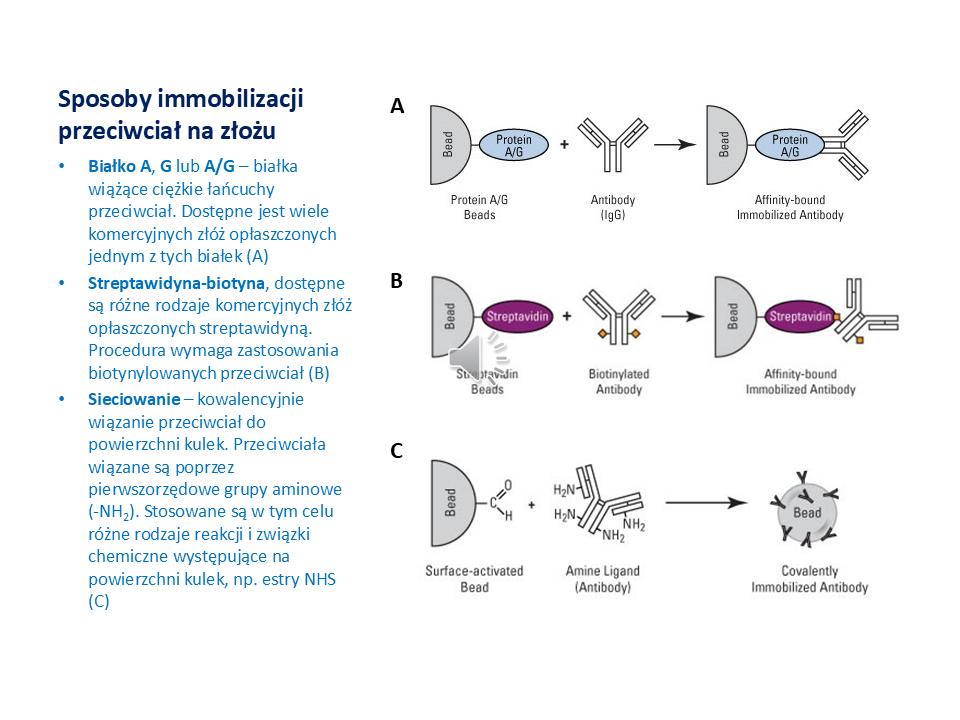 Sposoby immobilizacji
przeciwciał na złożu
• Białko A, G lub A/G – białka
wiążące ciężkie łańcuchy
przeciwciał. Dostępne jest wiele
komercyjnych złóż opłaszczonych
jednym z tych białek (A)
• Streptawidyna-biotyna, dostępne
są różne rodzaje komercyjnych złóż
opłaszczonych streptawidyną.
Procedura wymaga zastosowania
biotynylowanych przeciwciał (B)
• Sieciowanie – kowalencyjnie
wiązanie przeciwciał do
powierzchni kulek. Przeciwciała
wiązane są poprzez
pierwszorzędowe grupy aminowe
(-NH₂). Stosowane są w tym celu
różne rodzaje reakcji i związki
chemiczne występujące na
powierzchni kulek, np. estry NHS
(C)
A
Bead
Protein
A/G
+
Bead
Protein
A/G
Protein A/G
Beads
Antibody
(IgG)
Affinity-bound
Immobilized Antibody
B
Bead
Streptavidin
+
Bead
Streptavidin
Streptavidin
Beads
Biotinylated
Antibody
Affinity-bound
Immobilized Antibody
C
Bead
C
O
H
+
H₂N
H₂N
NH₂
NH₂
Bead
Surface-activated
Bead
Amine Ligand
(Antibody)
Covalently
Immobilized Antibody